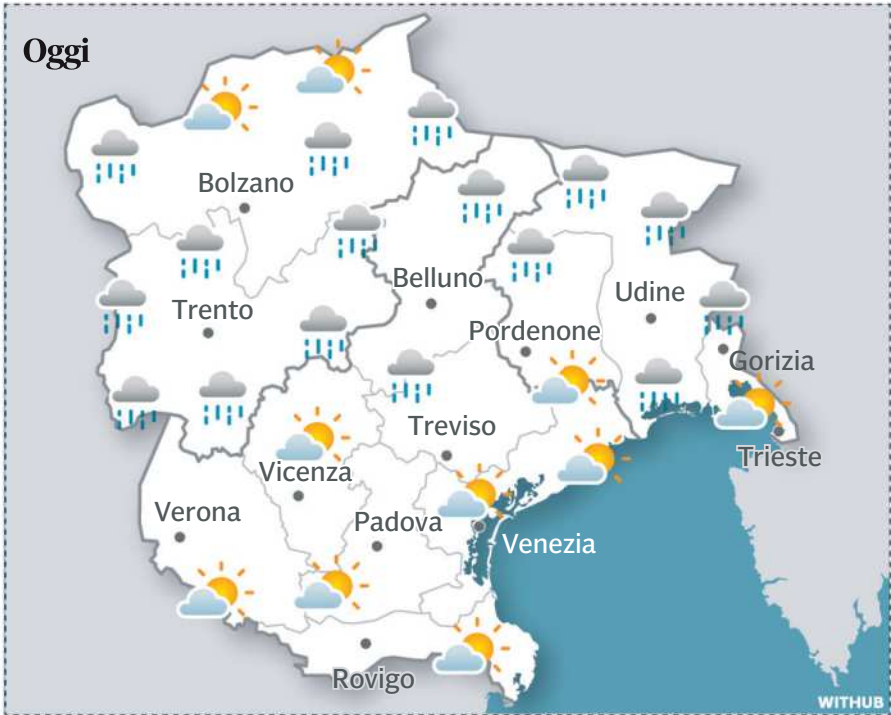 Oggi
Bolzano
Belluno
Udine
Trento
Pordenone
Gorizia
Treviso
Trieste
Vicenza
Verona
Padova
Venezia
Rovigo
WITHUB